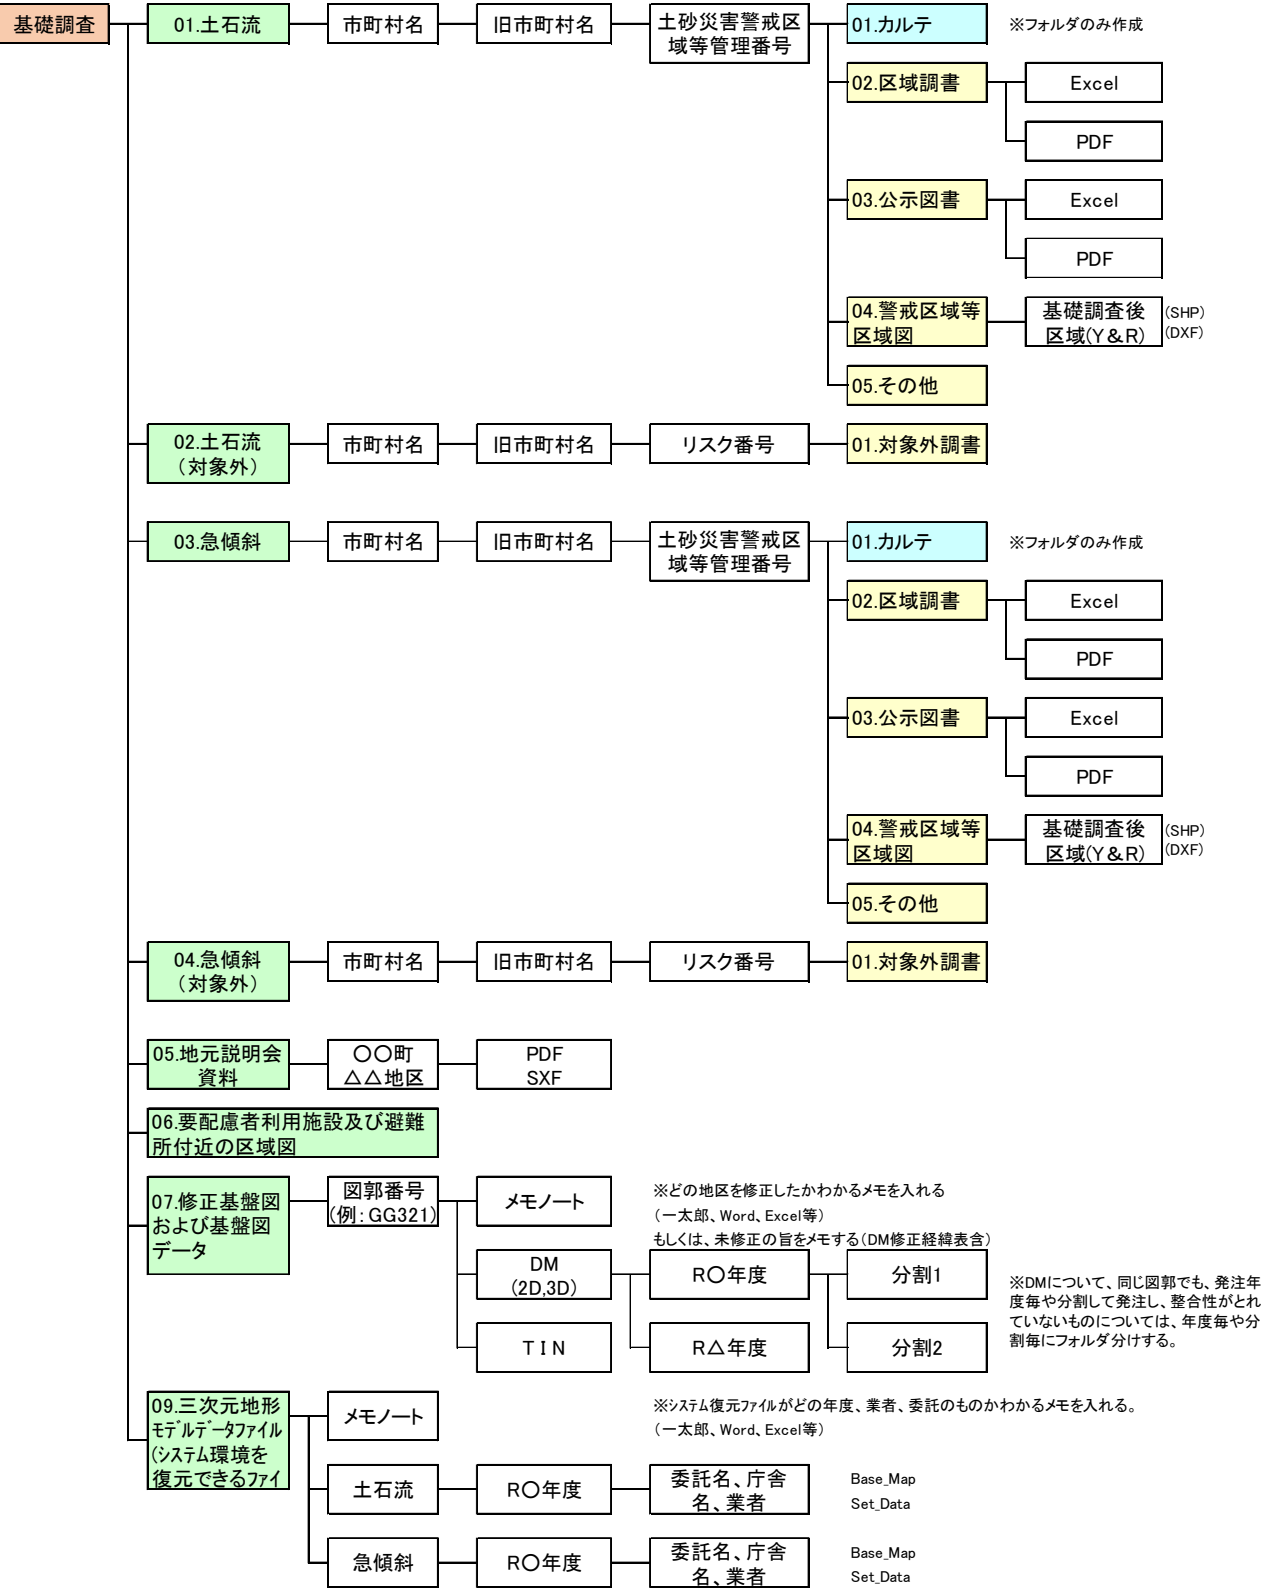 基礎調査
01.土石流
市町村名
旧市町村名
土砂災害警戒区
域等管理番号
01.カルテ
※フォルダのみ作成
02.区域調書
Excel
PDF
03.公示図書
Excel
PDF
04.警戒区域等
区域図
基礎調査後
区域(Y＆R)
(SHP)
(DXF)
05.その他
02.土石流
（対象外）
市町村名
旧市町村名
リスク番号
01.対象外調書
03.急傾斜
市町村名
旧市町村名
土砂災害警戒区
域等管理番号
01.カルテ
※フォルダのみ作成
02.区域調書
Excel
PDF
03.公示図書
Excel
PDF
04.警戒区域等
区域図
基礎調査後
区域(Y＆R)
(SHP)
(DXF)
05.その他
04.急傾斜
（対象外）
市町村名
旧市町村名
リスク番号
01.対象外調書
05.地元説明会
資料
〇〇町
△△地区
PDF
SXF
06.要配慮者利用施設及び避難
所付近の区域図
07.修正基盤図
および基盤図
データ
図郭番号
(例：GG321)
メモノート
※どの地区を修正したかわかるメモを入れる
（一太郎、Word、Excel等）
もしくは、未修正の旨をメモする（DM修正経緯表含）
DM
(2D,3D)
R〇年度
分割1
※DMについて、同じ図郭でも、発注年
度毎や分割して発注し、整合性がとれ
ていないものについては、年度毎や分
割毎にフォルダ分けする。
ＴＩＮ
R△年度
分割2
09.三次元地形
ﾓﾃﾞﾙﾃﾞｰﾀﾌｧｲﾙ
(システム環境を
復元できるファイ
メモノート
※システム復元ファイルがどの年度、業者、委託のものかわかるメモを入れる。
（一太郎、Word、Excel等）
土石流
R〇年度
委託名、庁舎
名、業者
Base_Map
Set_Data
急傾斜
R〇年度
委託名、庁舎
名、業者
Base_Map
Set_Data